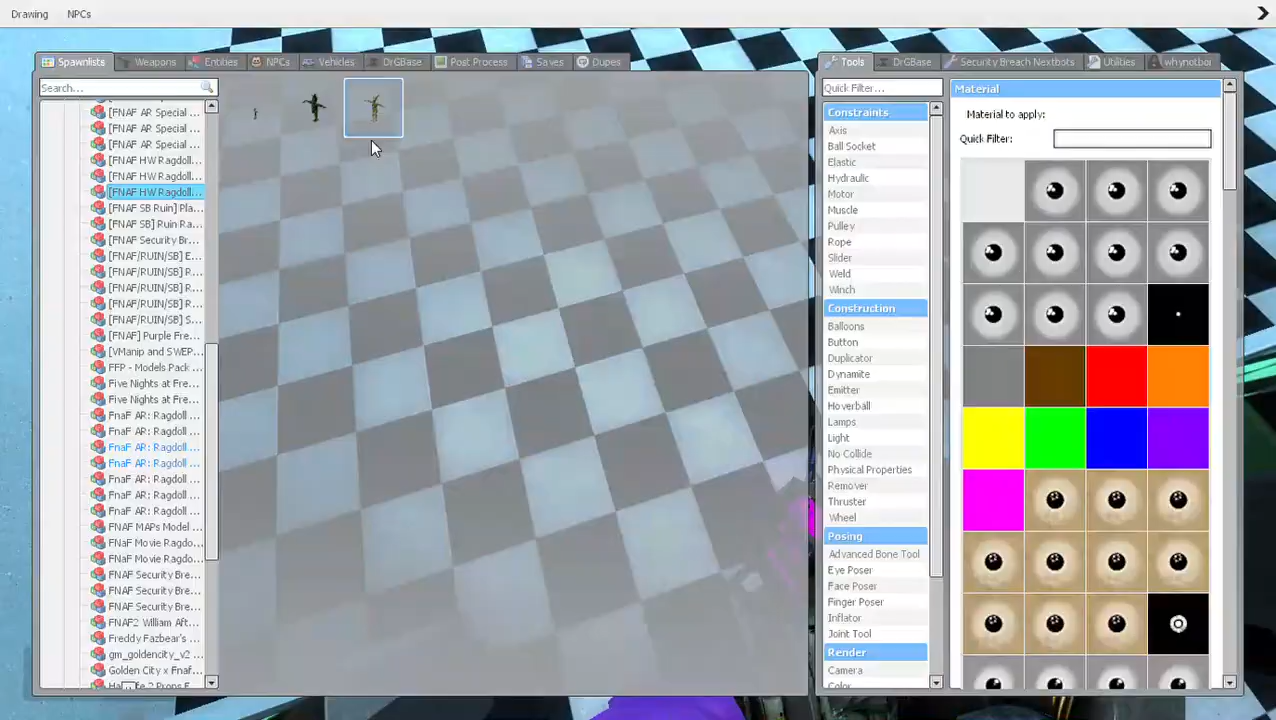 Drawing NPCs
Spawnlists Weapons Entities NPCs Vehicles DrGBase Post Process Saves Dupes
Search...
[FNAF AR Special ...
[FNAF AR Special ...
[FNAF AR Special ...
[FNAF HW Ragdoll...
[FNAF HW Ragdoll...
[FNAF HW Ragdoll...
[FNAF SB Ruin] Pla...
[FNAF SB] Ruin Ra...
[FNAF Security Br...
[FNAF/RUIN/SB] E...
[FNAF/RUIN/SB] R...
[FNAF/RUIN/SB] R...
[FNAF/RUIN/SB] R...
[FNAF/RUIN/SB] S...
[FNAF] Purple Fre...
[VManip and SWEP...
FFP - Models Pack ...
Five Nights at Fre...
Five Nights at Fre...
FnaF AR: Ragdoll ...
FnaF AR: Ragdoll ...
FnaF AR: Ragdoll ...
FnaF AR: Ragdoll ...
FnaF AR: Ragdoll ...
FnaF AR: Ragdoll ...
FnaF AR: Ragdoll ...
FNAF MAPs Model ...
FNaF Movie Ragdo...
FNaF Movie Ragdo...
FNAF Security Bre...
FNAF Security Bre...
FNAF Security Bre...
FNAF2 William Aft...
Freddy Fazbear's ...
gm_goldencity_v2 ...
Golden City x Fnaf...
Tools DrGBase Security Breach Nextbots Utilities whynotboi
Quick Filter...
Constraints
Axis
Ball Socket
Elastic
Hydraulic
Motor
Muscle
Pulley
Rope
Slider
Weld
Winch
Construction
Balloons
Button
Duplicator
Dynamite
Emitter
Hoverball
Lamps
Light
No Collide
Physical Properties
Remover
Thruster
Wheel
Posing
Advanced Bone Tool
Eye Poser
Face Poser
Finger Poser
Inflator
Joint Tool
Render
Camera
Color
Material
Material to apply:
Quick Filter: